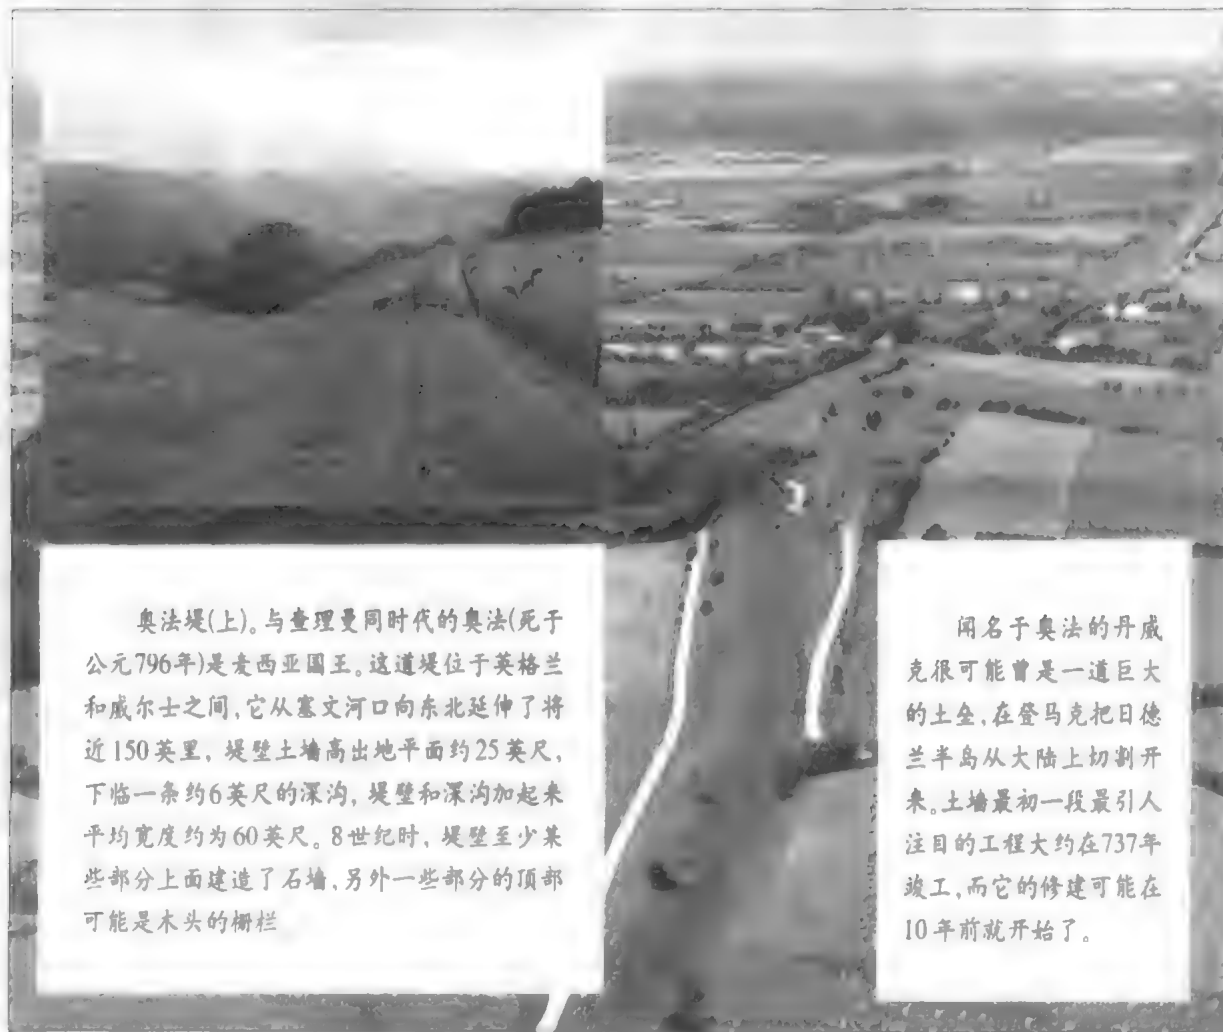 奥法堤(上)。与查理曼同时代的奥法(死于
公元796年)是麦西亚国王。这道堤位于英格兰
和威尔士之间,它从塞文河口向东北延伸了将
近150英里,堤壁土墙高出地平面约25英尺,
下临一条约6英尺的深沟,堤壁和深沟加起来
平均宽度约为60英尺。8世纪时,堤壁至少某
些部分上面建造了石墙,另外一些部分的顶部
可能是木头的栅栏
闻名于奥法的丹威
克很可能曾是一道巨大
的土垒,在登马克把日德
兰半岛从大陆上切割开
来。土墙最初一段最引人
注目的工程大约在737年
竣工,而它的修建可能在
10年前就开始了。